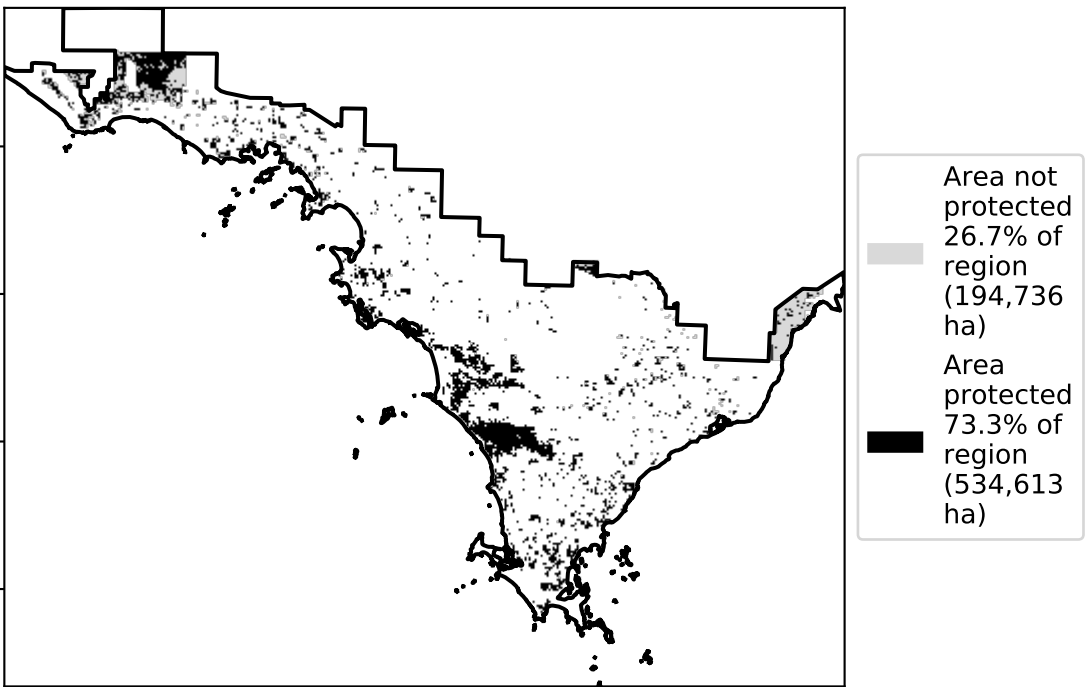 Area not
protected
26.7% of
region
(194,736
ha)
Area
protected
73.3% of
region
(534,613
ha)